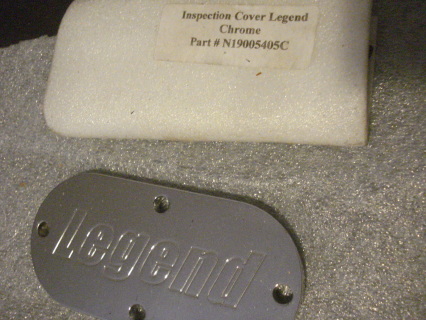 Inspection Cover Legend
Chrome
Part # N19005405C
Legend